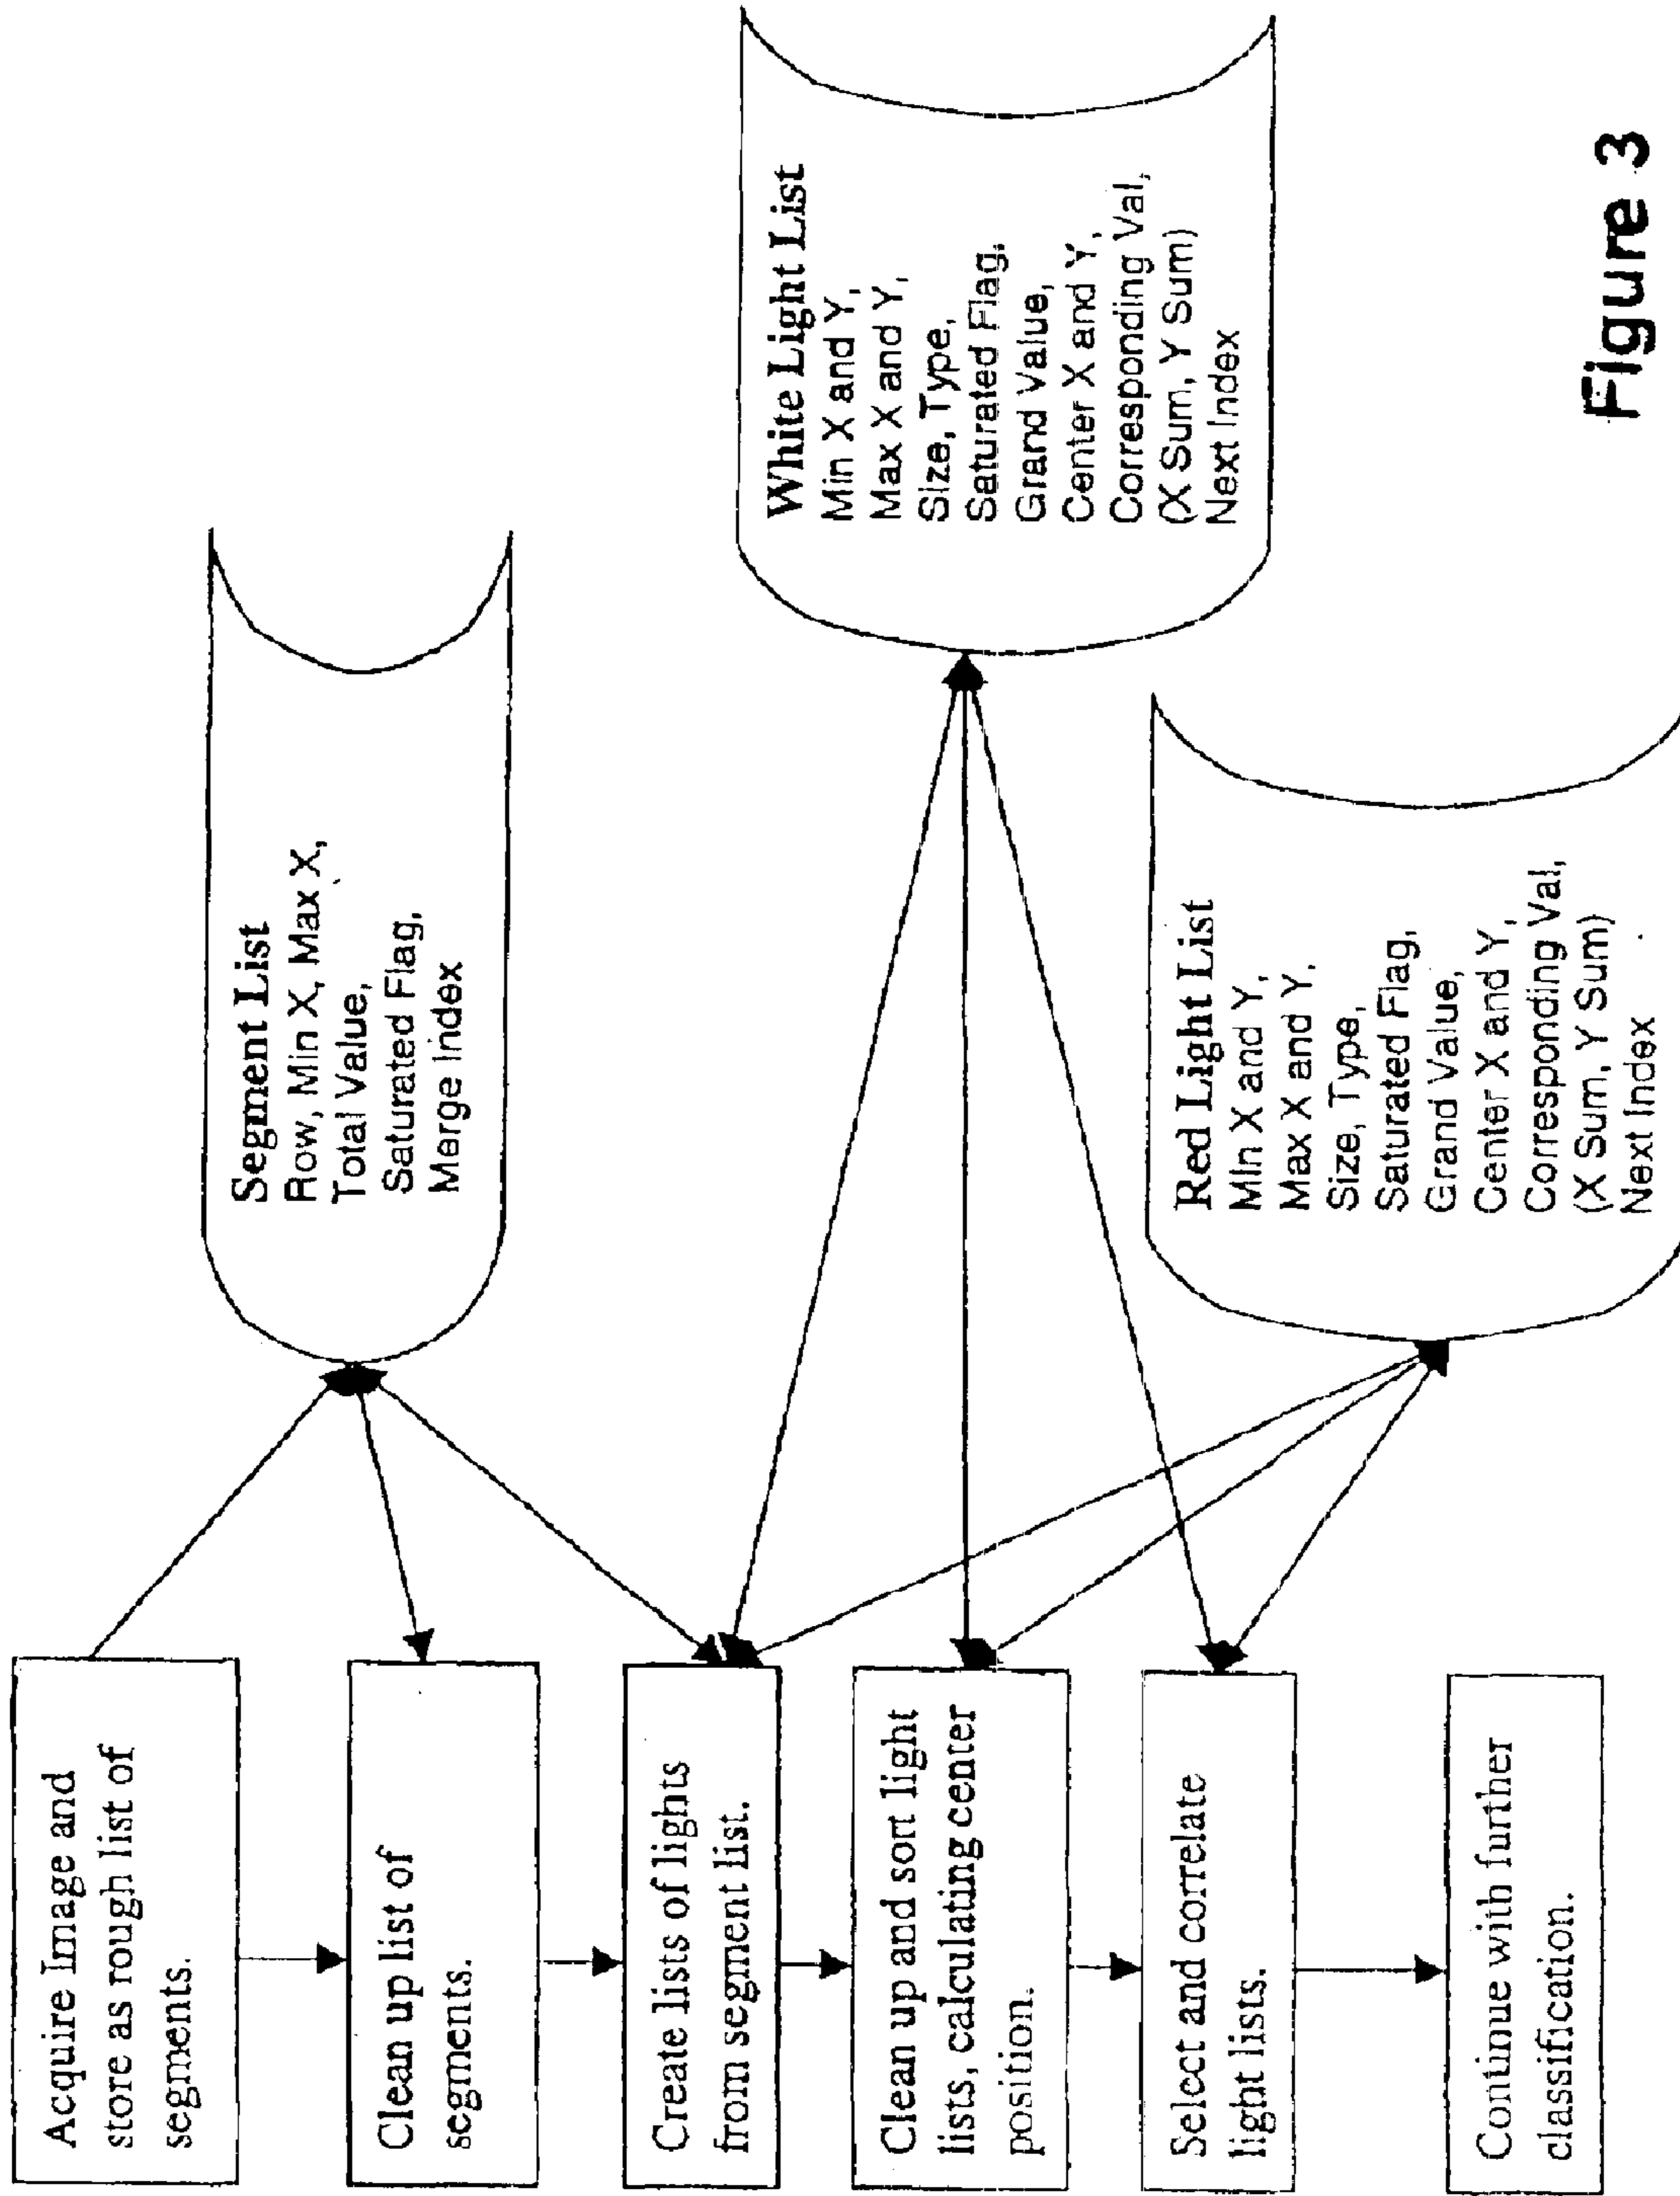 Acquire Image and
store as rough list of
segments.
Clean up list of
segments.
Create lists of lights
from segment list.
Clean up and sort light
lists, calculating center
position.
Select and correlate
light lists.
Continue with further
classification.
Segment List
Row, Min X, Max X,
Total Value,
Saturated Flag,
Merge Index
White Light List
Min X and Y,
Max X and Y,
Size, Type,
Saturated Flag,
Grand Value,
Center X and Y,
Corresponding Val,
(X Sum, Y Sum)
Next Index
Red Light List
Min X and Y,
Max X and Y,
Size, Type,
Saturated Flag,
Grand Value,
Center X and Y,
Corresponding Val,
(X Sum, Y Sum)
Next Index
Figure 3